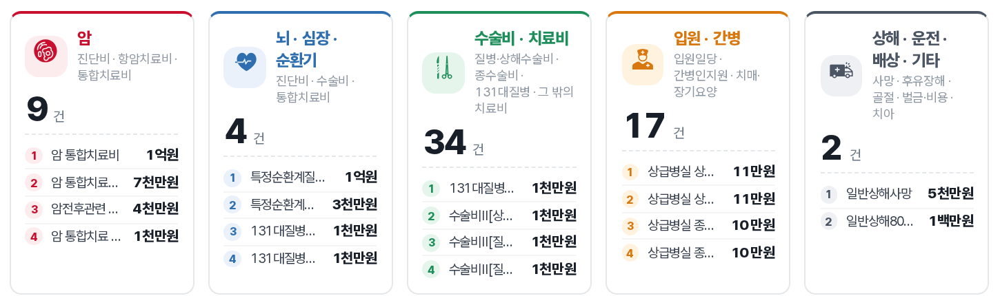 암
진단비 · 항암치료비 ·
통합치료비
9 건
1 암 통합치료비 1억원
2 암 통합치료... 7천만원
3 암전후관련 ... 4천만원
4 암 통합치료 ... 1천만원
뇌 · 심장 ·
순환기
진단비 · 수술비 ·
통합치료비
4 건
1 특정순환계질... 1억원
2 특정순환계... 3천만원
3 131대질병... 1천만원
4 131대질병... 1천만원
수술비 · 치료비
질병·상해수술비 ·
종수술비 ·
131대질병 · 그 밖의
치료비
34 건
1 131대질병... 1천만원
2 수술비II[상... 1천만원
3 수술비II[질... 1천만원
4 수술비II[질... 1천만원
입원 · 간병
입원일당 ·
간병인지원 · 치매·
장기요양
17 건
1 상급병실 상... 11만원
2 상급병실 상... 11만원
3 상급병실 종... 10만원
4 상급병실 종... 10만원
상해 · 운전 ·
배상 · 기타
사망 · 후유장해 ·
골절 · 벌금·비용 ·
치아
2 건
1 일반상해사망 5천만원
2 일반상해80... 1백만원